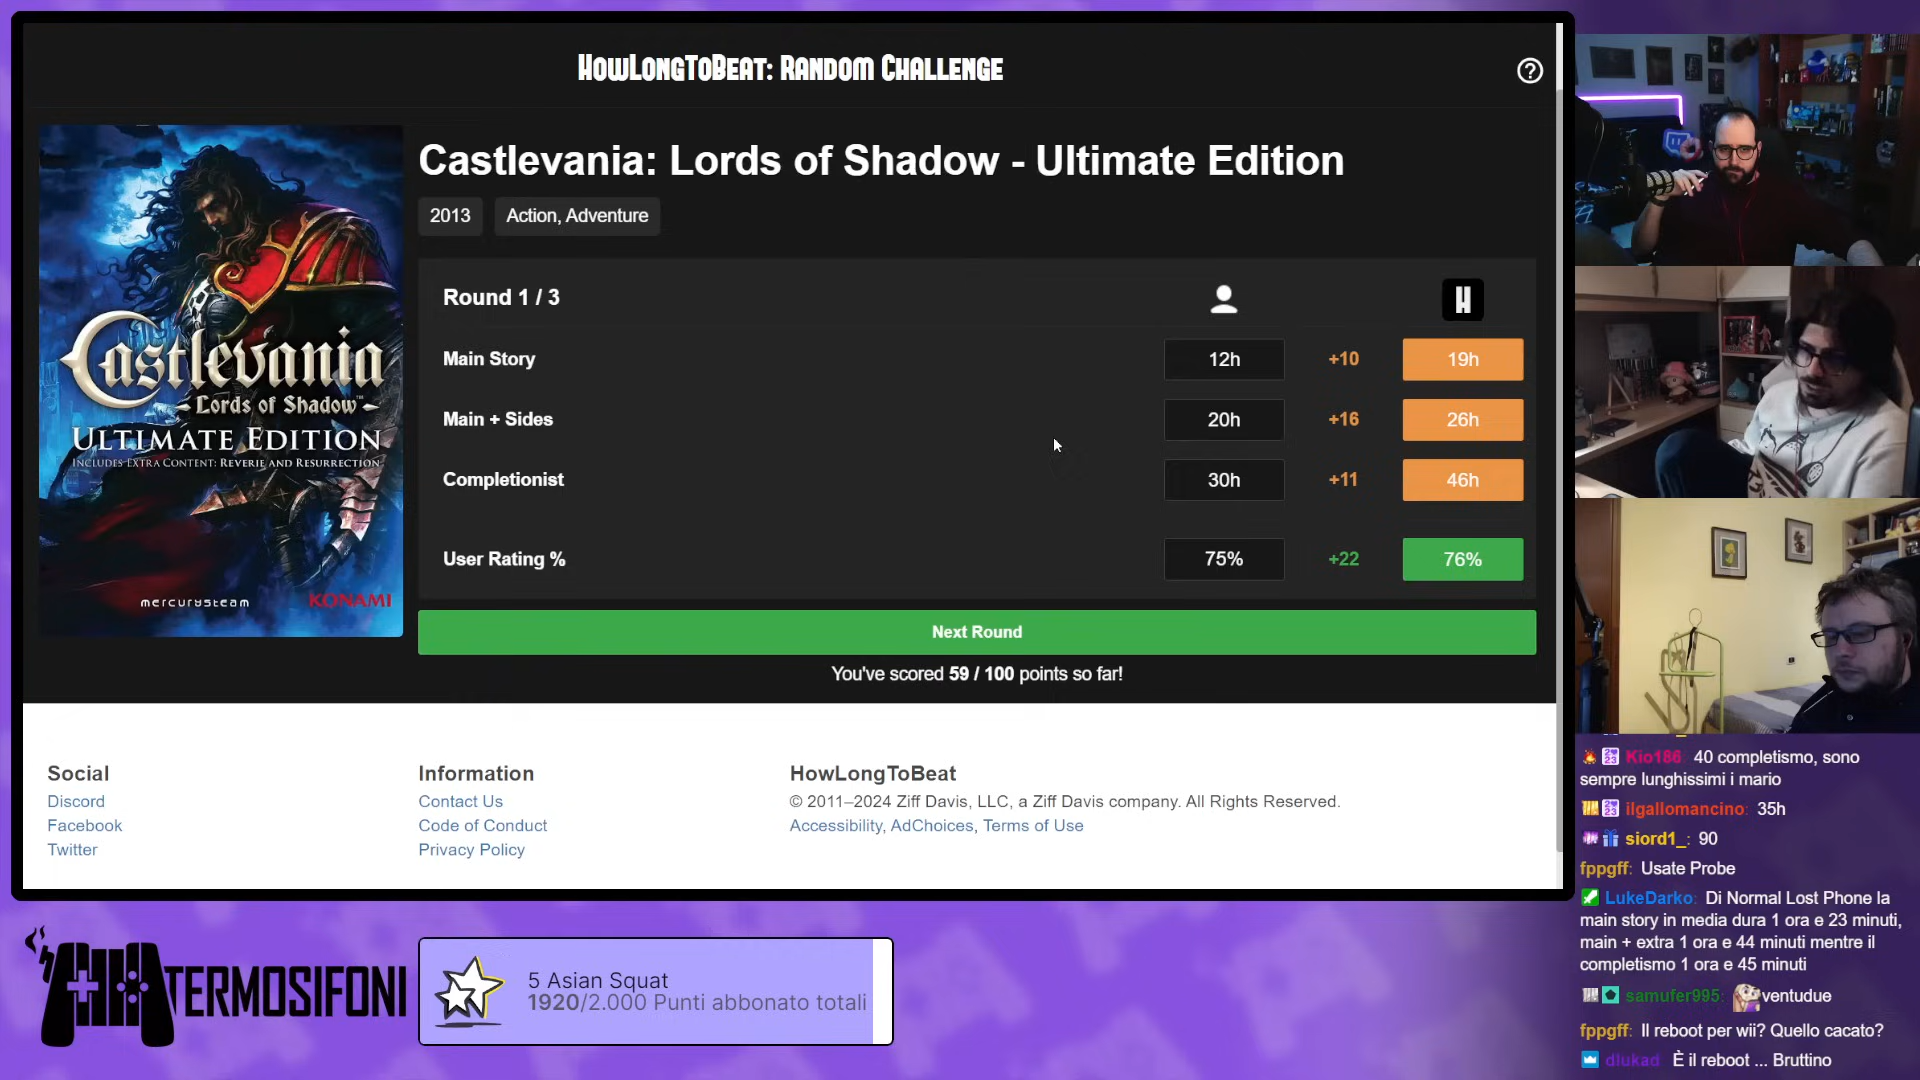 HowLongToBeat: Random Challenge
Castlevania: Lords of Shadow - Ultimate Edition
2013
Action, Adventure
Round 1 / 3
H
Main Story
12h
+10
19h
Main + Sides
20h
+16
26h
Completionist
30h
+11
46h
User Rating %
75%
+22
76%
Next Round
You've scored 59 / 100 points so far!
Castlevania
Lords of Shadow™
ULTIMATE EDITION
INCLUDES EXTRA CONTENT: REVERIE AND RESURRECTION
mercurysteam
KONAMI
Social
Discord
Facebook
Twitter
Information
Contact Us
Code of Conduct
Privacy Policy
HowLongToBeat
© 2011–2024 Ziff Davis, LLC, a Ziff Davis company. All Rights Reserved.
Accessibility, AdChoices, Terms of Use
TERMOSIFONI
5 Asian Squat
1920/2.000 Punti abbonato totali
Kio186: 40 completismo, sono
sempre lunghissimi i mario
ilgallomancino: 35h
siord1_: 90
fppgff: Usate Probe
LukeDarko: Di Normal Lost Phone la
main story in media dura 1 ora e 23 minuti,
main + extra 1 ora e 44 minuti mentre il
completismo 1 ora e 45 minuti
samufer995: ventudue
fppgff: Il reboot per wii? Quello cacato?
dlukad: È il reboot ... Bruttino